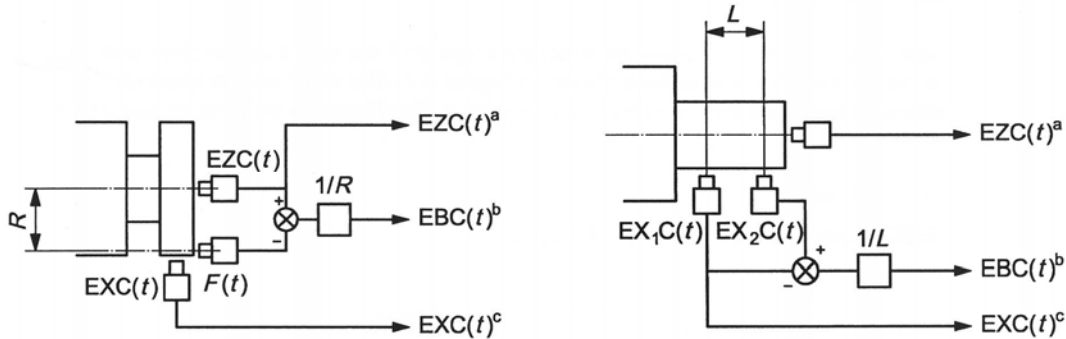 EZC(t)ᵃ
EZC(t)
1/R
R
+
−
EBC(t)ᵇ
EXC(t)
F(t)
EXC(t)ᶜ
L
EZC(t)ᵃ
EX₁C(t)
EX₂C(t)
+
−
1/L
EBC(t)ᵇ
EXC(t)ᶜ